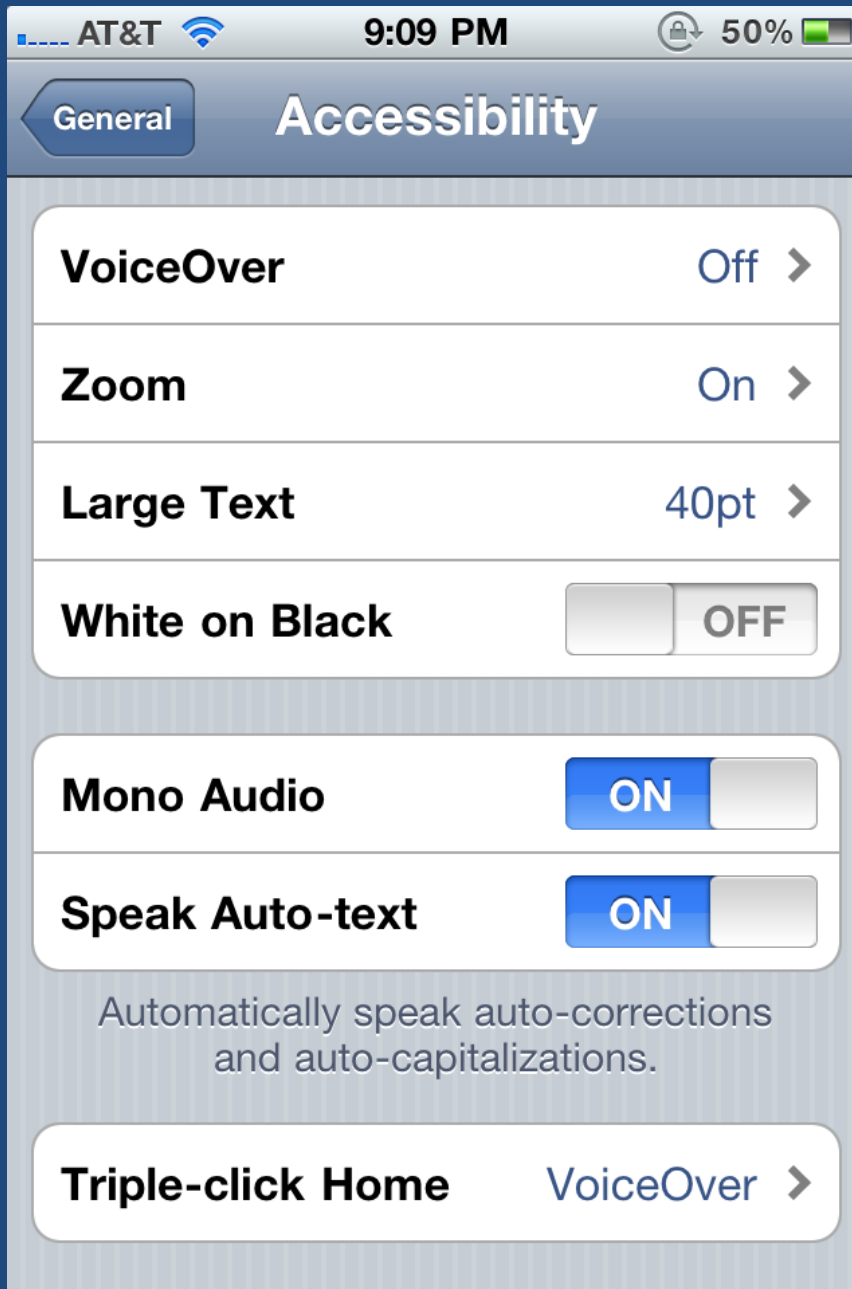 AT&T 9:09 PM 50%
General Accessibility
VoiceOver Off
Zoom On
Large Text 40pt
White on Black OFF
Mono Audio ON
Speak Auto-text ON
Automatically speak auto-corrections
and auto-capitalizations.
Triple-click Home VoiceOver